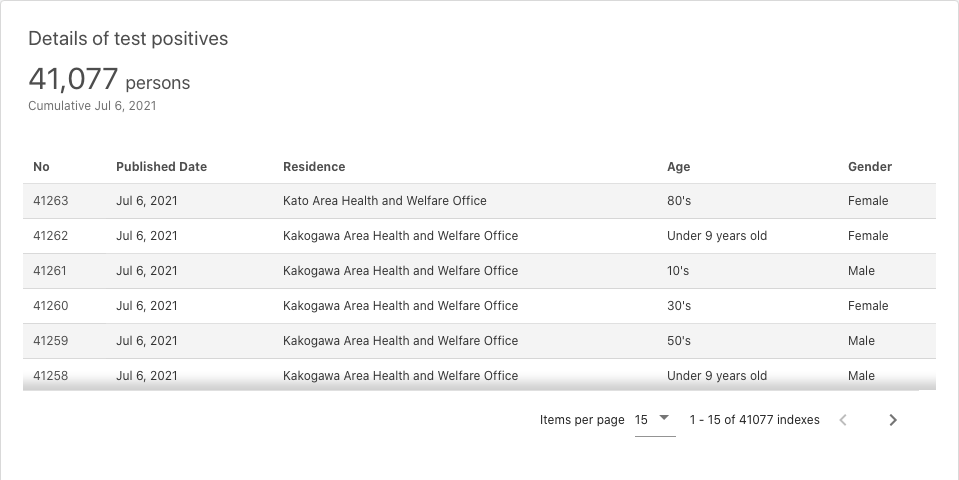 Details of test positives
41,077 persons
Cumulative Jul 6, 2021
No Published Date Residence Age Gender
41263 Jul 6, 2021 Kato Area Health and Welfare Office 80's Female
41262 Jul 6, 2021 Kakogawa Area Health and Welfare Office Under 9 years old Female
41261 Jul 6, 2021 Kakogawa Area Health and Welfare Office 10's Male
41260 Jul 6, 2021 Kakogawa Area Health and Welfare Office 30's Female
41259 Jul 6, 2021 Kakogawa Area Health and Welfare Office 50's Male
41258 Jul 6, 2021 Kakogawa Area Health and Welfare Office Under 9 years old Male
Items per page 15 1 - 15 of 41077 indexes